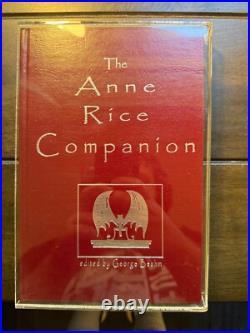 The
Anne
Rice
Companion
edited by George Beahm